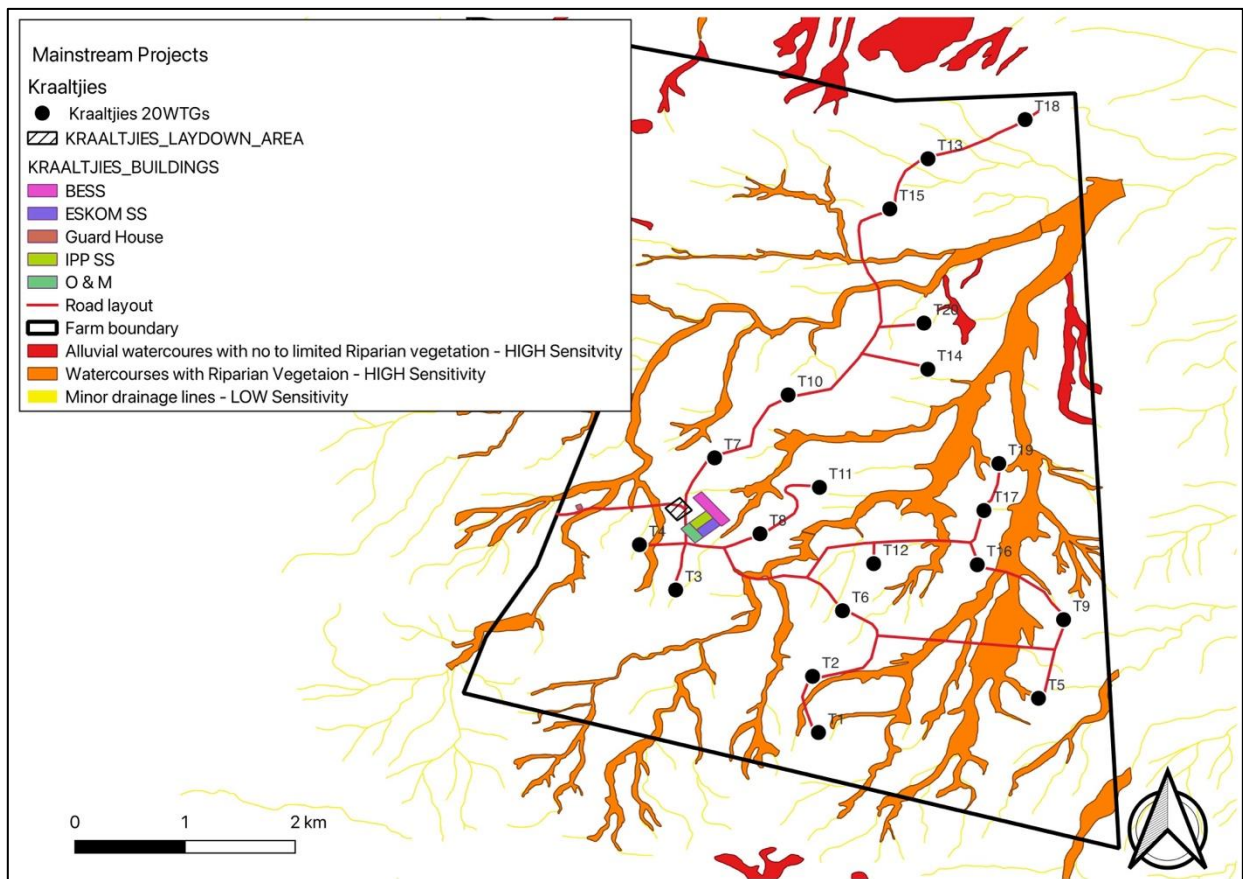 Mainstream Projects
Kraaltjies
Kraaltjies 20WTGs
KRAALTJIES_LAYDOWN_AREA
KRAALTJIES_BUILDINGS
BESS
ESKOM SS
Guard House
IPP SS
O & M
Road layout
Farm boundary
Alluvial watercoures with no to limited Riparian vegetation - HIGH Sensitvity
Watercourses with Riparian Vegetaion - HIGH Sensitivity
Minor drainage lines - LOW Sensitivity
T18
T13
T15
T20
T14
T10
T7
T19
T11
T17
T8
T4
T12
T16
T3
T6
T9
T2
T5
T1
0 1 2 km